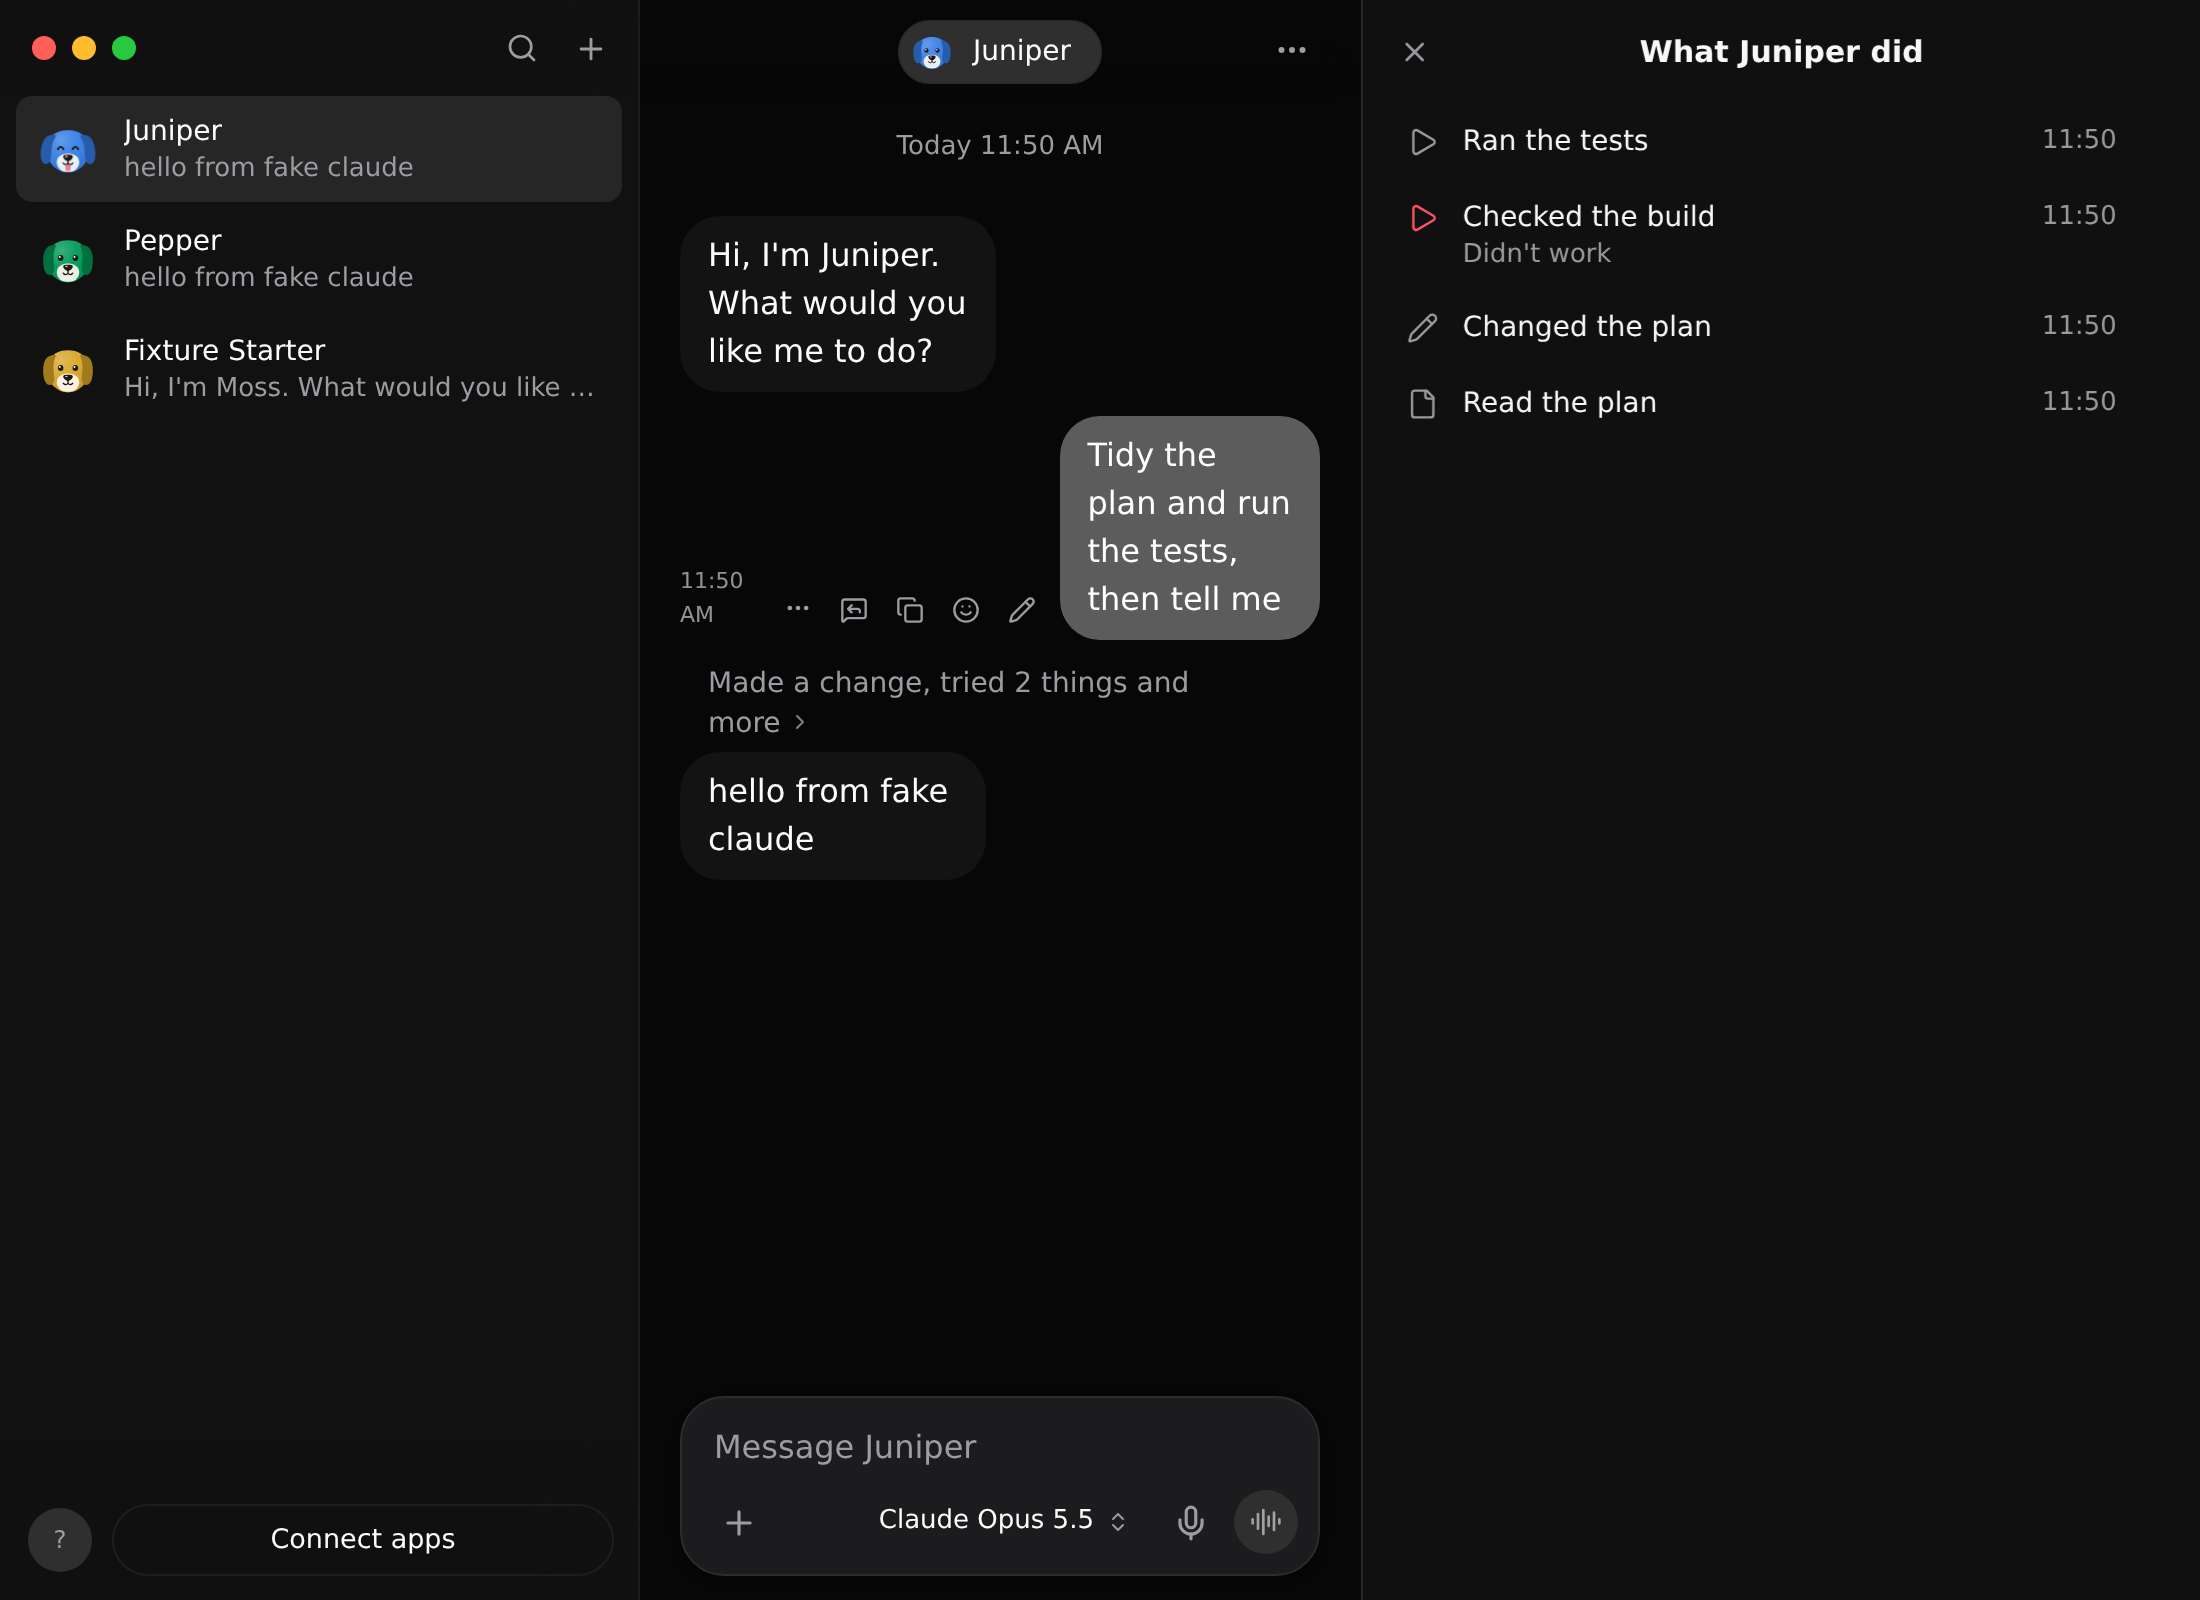 Juniper
hello from fake claude
Pepper
hello from fake claude
Fixture Starter
Hi, I'm Moss. What would you like ...
?
Connect apps
Juniper
Today 11:50 AM
Hi, I'm Juniper.
What would you
like me to do?
Tidy the
plan and run
the tests,
then tell me
11:50
AM
Made a change, tried 2 things and
more
hello from fake
claude
Message Juniper
Claude Opus 5.5
What Juniper did
Ran the tests 11:50
Checked the build 11:50
Didn't work
Changed the plan 11:50
Read the plan 11:50